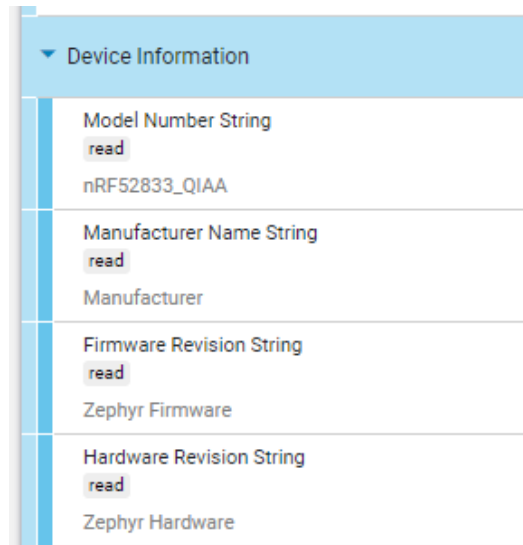 Device Information
Model Number String
read
nRF52833_QIAA
Manufacturer Name String
read
Manufacturer
Firmware Revision String
read
Zephyr Firmware
Hardware Revision String
read
Zephyr Hardware